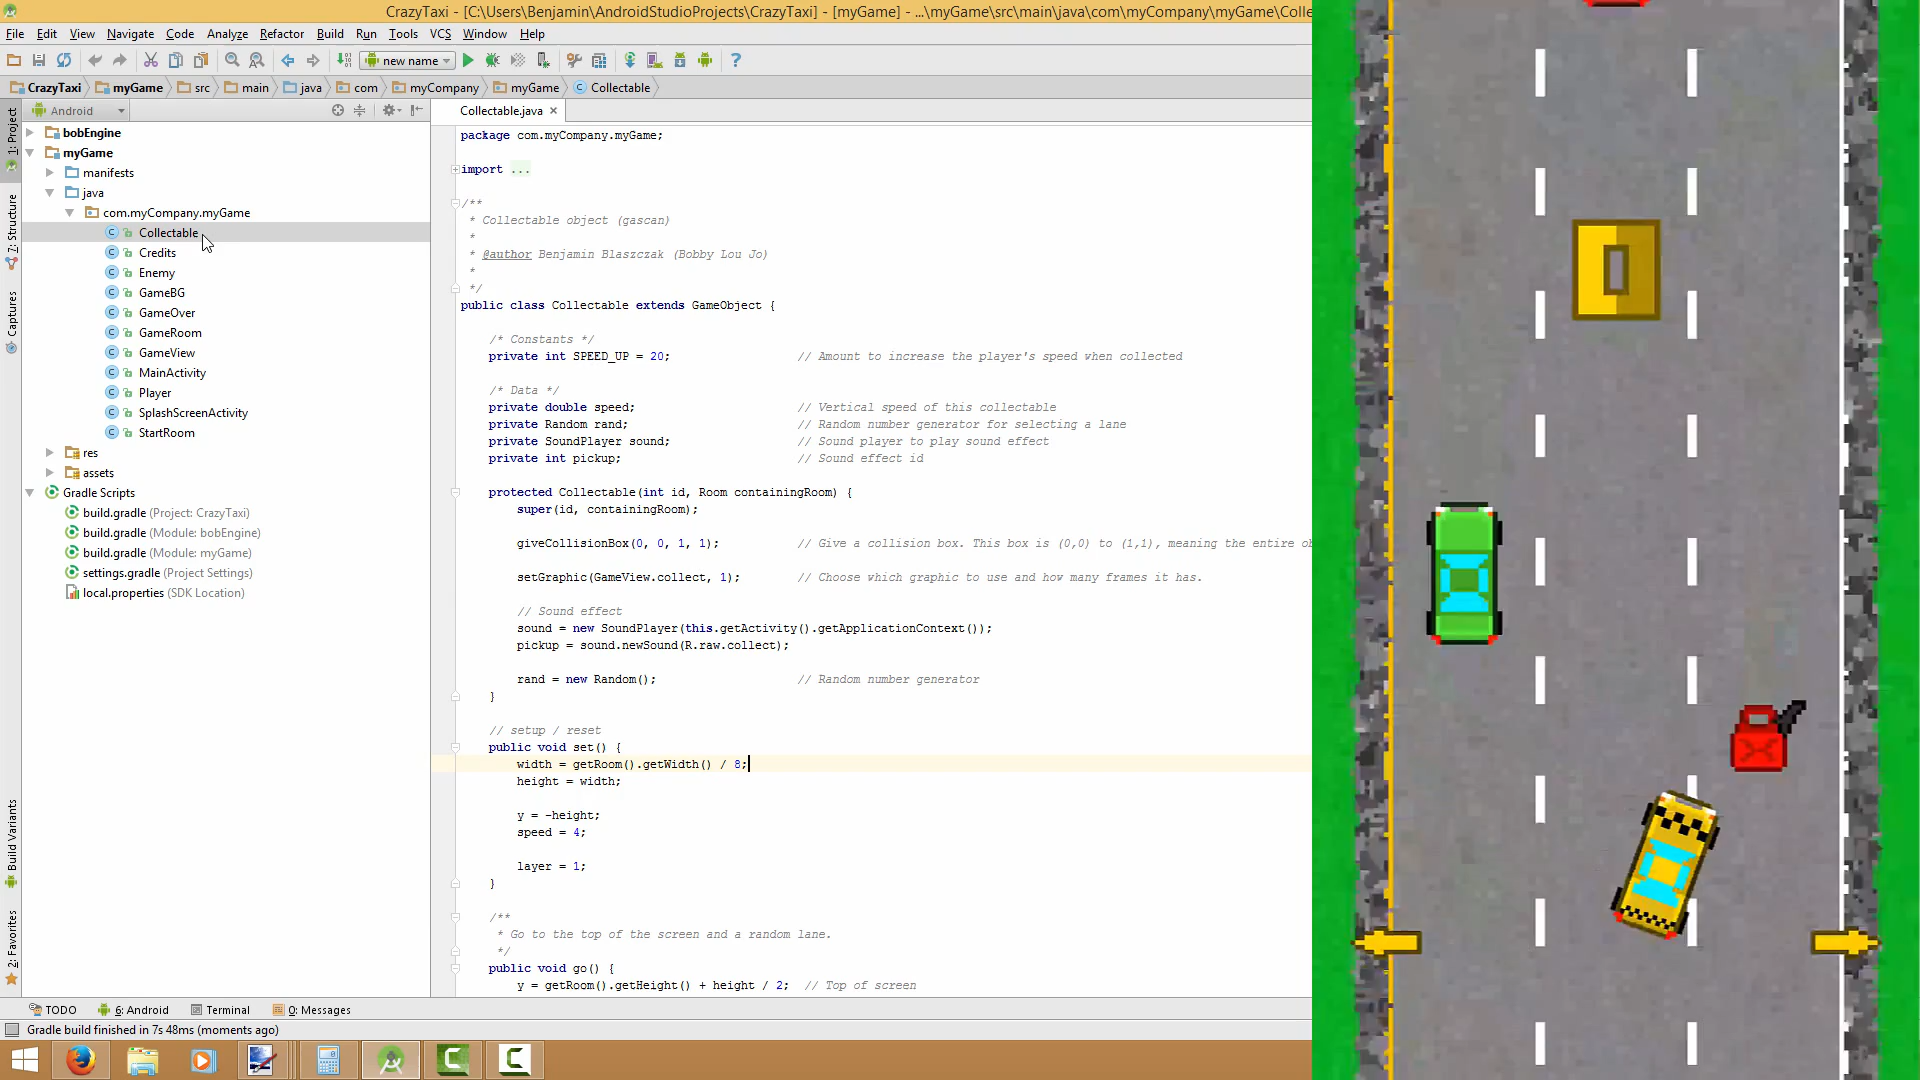 CrazyTaxi - [C:\Users\Benjamin\AndroidStudioProjects\CrazyTaxi] - [myGame] - ...\myGame\src\main\java\com\myCompany\myGame\Colle
File Edit View Navigate Code Analyze Refactor Build Run Tools VCS Window Help
new name
CrazyTaxi myGame src main java com myCompany myGame Collectable
1: Project
7: Structure
Captures
Build Variants
2: Favorites
Android
bobEngine
myGame
manifests
java
com.myCompany.myGame
Collectable
Credits
Enemy
GameBG
GameOver
GameRoom
GameView
MainActivity
Player
SplashScreenActivity
StartRoom
res
assets
Gradle Scripts
build.gradle (Project: CrazyTaxi)
build.gradle (Module: bobEngine)
build.gradle (Module: myGame)
settings.gradle (Project Settings)
local.properties (SDK Location)
Collectable.java
package com.myCompany.myGame;
import ...
/**
* Collectable object (gascan)
*
* @author Benjamin Blaszczak (Bobby Lou Jo)
*
*/
public class Collectable extends GameObject {
/* Constants */
private int SPEED_UP = 20; // Amount to increase the player's speed when collected
/* Data */
private double speed; // Vertical speed of this collectable
private Random rand; // Random number generator for selecting a lane
private SoundPlayer sound; // Sound player to play sound effect
private int pickup; // Sound effect id
protected Collectable(int id, Room containingRoom) {
super(id, containingRoom);
giveCollisionBox(0, 0, 1, 1); // Give a collision box. This box is (0,0) to (1,1), meaning the entire ob
setGraphic(GameView.collect, 1); // Choose which graphic to use and how many frames it has.
// Sound effect
sound = new SoundPlayer(this.getActivity().getApplicationContext());
pickup = sound.newSound(R.raw.collect);
rand = new Random(); // Random number generator
}
// setup / reset
public void set() {
width = getRoom().getWidth() / 8;
height = width;
y = -height;
speed = 4;
layer = 1;
}
/**
* Go to the top of the screen and a random lane.
*/
public void go() {
y = getRoom().getHeight() + height / 2; // Top of screen
TODO 6: Android Terminal 0: Messages
Gradle build finished in 7s 48ms (moments ago)
0